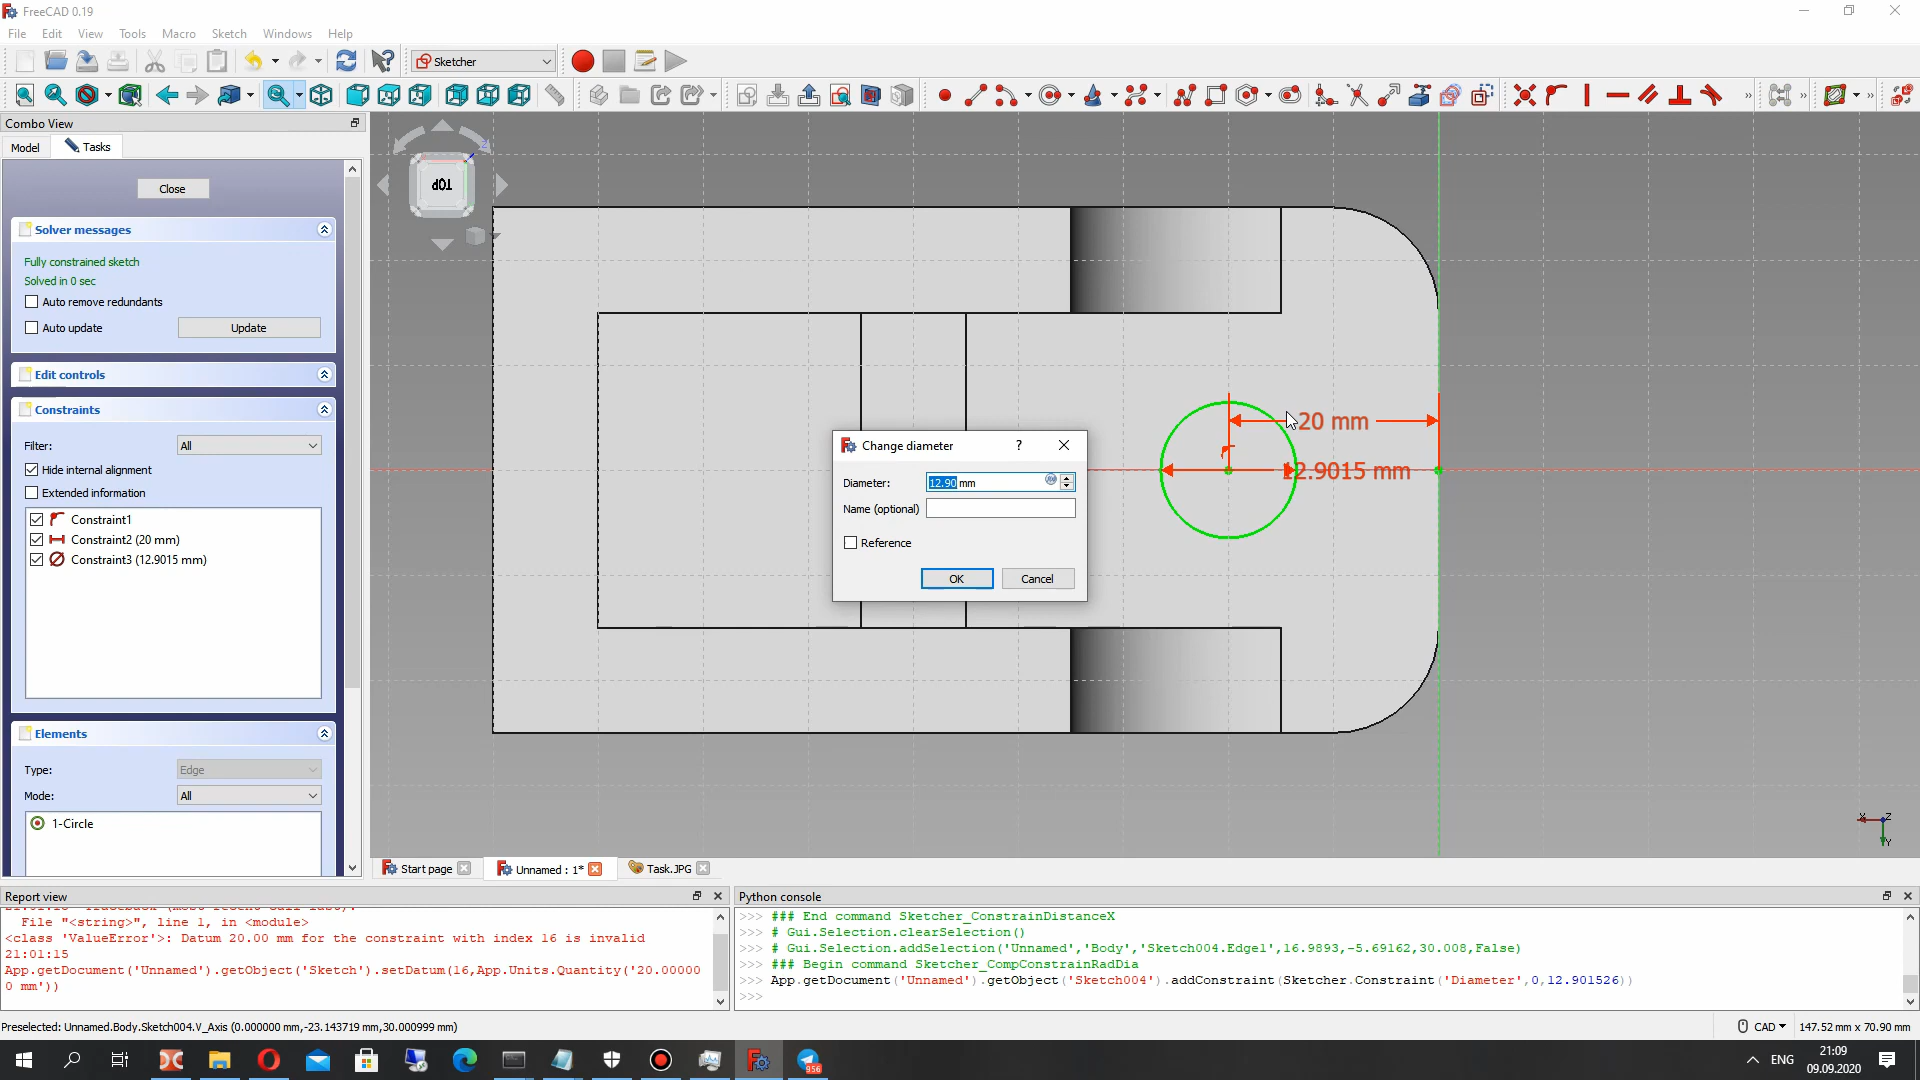 FreeCAD 0.19
File Edit View Tools Macro Sketch Windows Help
Sketcher
Combo View
Model Tasks
Close
Solver messages
Fully constrained sketch
Solved in 0 sec
Auto remove redundants
Auto update Update
Edit controls
Constraints
Filter: All
Hide internal alignment
Extended information
Constraint1
Constraint2 (20 mm)
Constraint3 (12.9015 mm)
Elements
Type: Edge
Mode: All
1-Circle
TOP
20 mm
12.9015 mm
Change diameter ?
Diameter: 12.90 mm
Name (optional)
Reference
OK Cancel
X Z
Y
Start page Unnamed : 1* Task.JPG
Report view
File "<string>", line 1, in <module>
<class 'ValueError'>: Datum 20.00 mm for the constraint with index 16 is invalid
21:01:15
App.getDocument('Unnamed').getObject('Sketch').setDatum(16,App.Units.Quantity('20.00000
0 mm'))
Python console
>>> ### End command Sketcher_ConstrainDistanceX
>>> # Gui.Selection.clearSelection()
>>> # Gui.Selection.addSelection('Unnamed','Body','Sketch004.Edge1',16.9893,-5.69162,30.008,False)
>>> ### Begin command Sketcher_CompConstrainRadDia
>>> App.getDocument('Unnamed').getObject('Sketch004').addConstraint(Sketcher.Constraint('Diameter',0,12.901526))
>>>
Preselected: Unnamed.Body.Sketch004.V_Axis (0.000000 mm,-23.143719 mm,30.000999 mm)
CAD 147.52 mm x 70.90 mm
956
ENG
21:09
09.09.2020